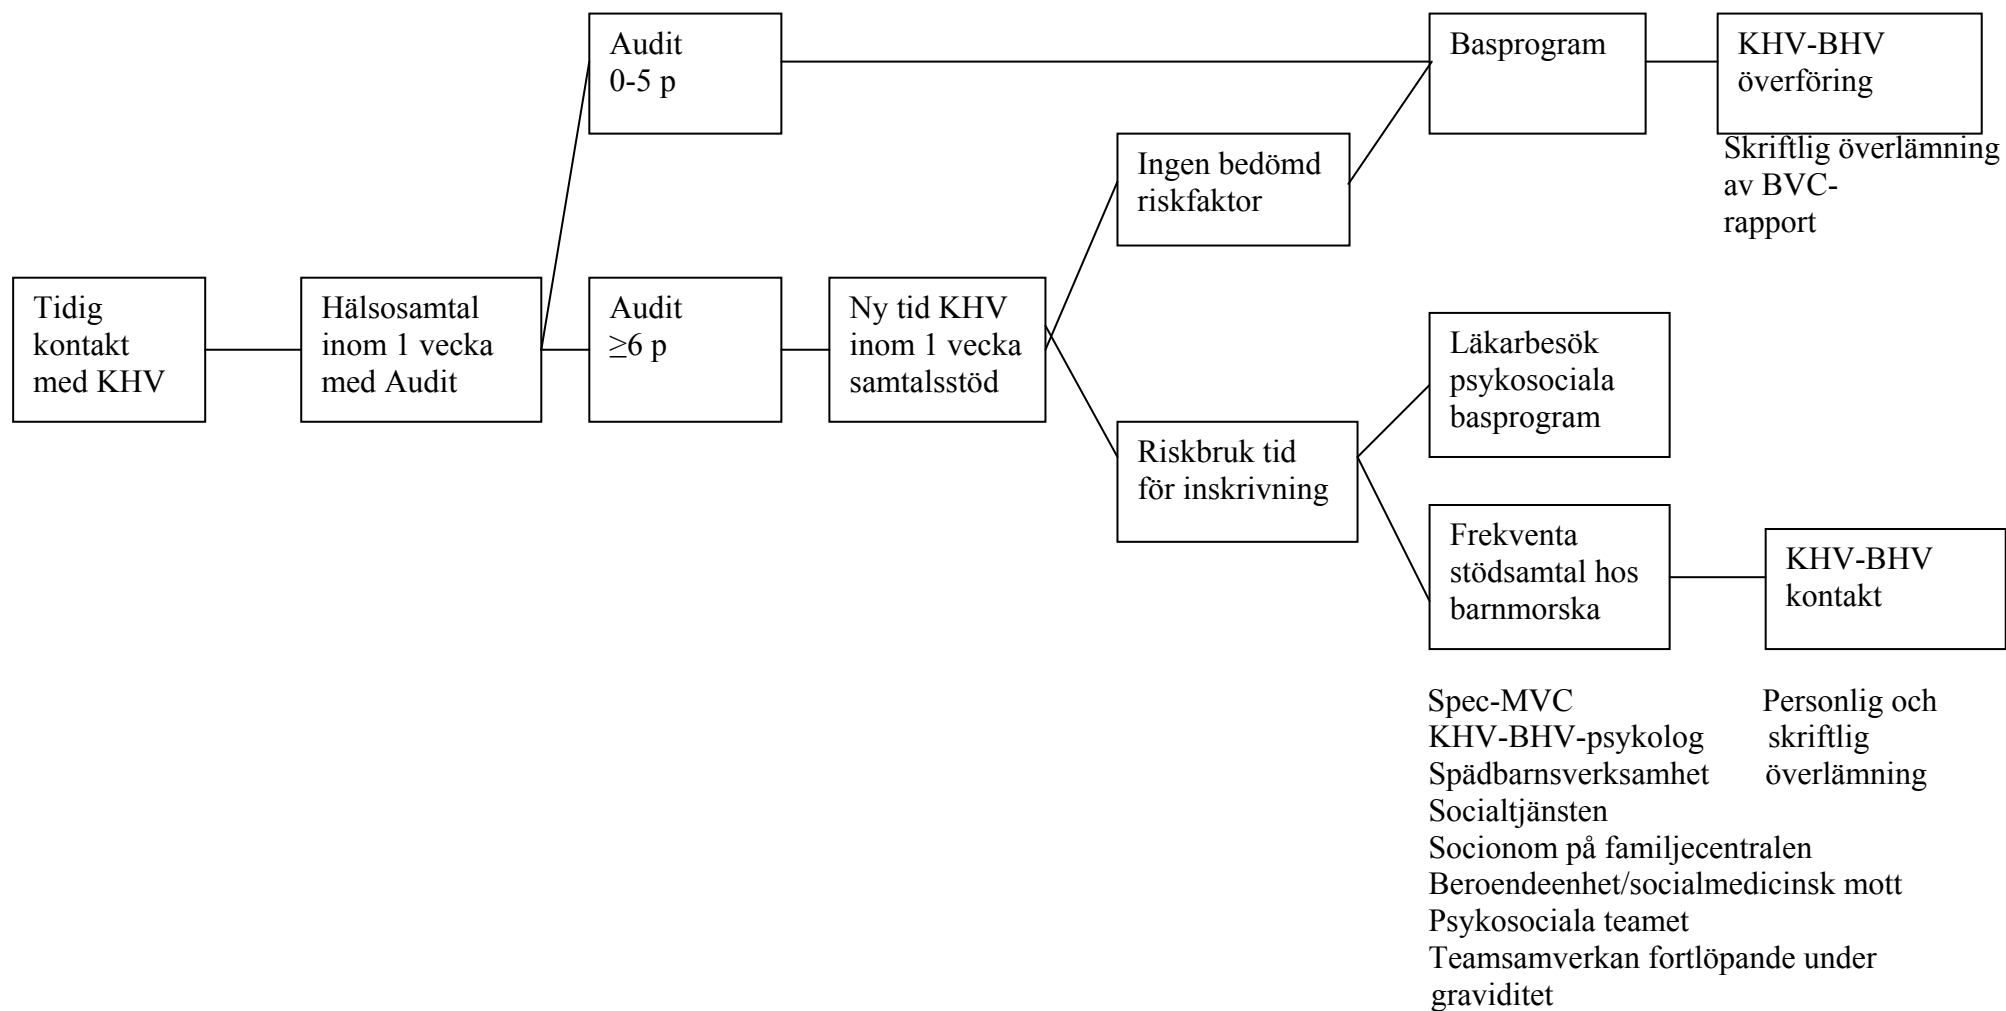 Tidig
kontakt
med KHV
Hälsosamtal
inom 1 vecka
med Audit
Audit
0-5 p
Audit
≥6 p
Ny tid KHV
inom 1 vecka
samtalsstöd
Ingen bedömd
riskfaktor
Riskbruk tid
för inskrivning
Basprogram
KHV-BHV
överföring
Skriftlig överlämning
av BVC-
rapport
Läkarbesök
psykosociala
basprogram
Frekventa
stödsamtal hos
barnmorska
KHV-BHV
kontakt
Spec-MVC
KHV-BHV-psykolog
Spädbarnsverksamhet
Socialtjänsten
Socionom på familjecentralen
Beroendeenhet/socialmedicinsk mott
Psykosociala teamet
Teamsamverkan fortlöpande under
graviditet
Personlig och
skriftlig
överlämning